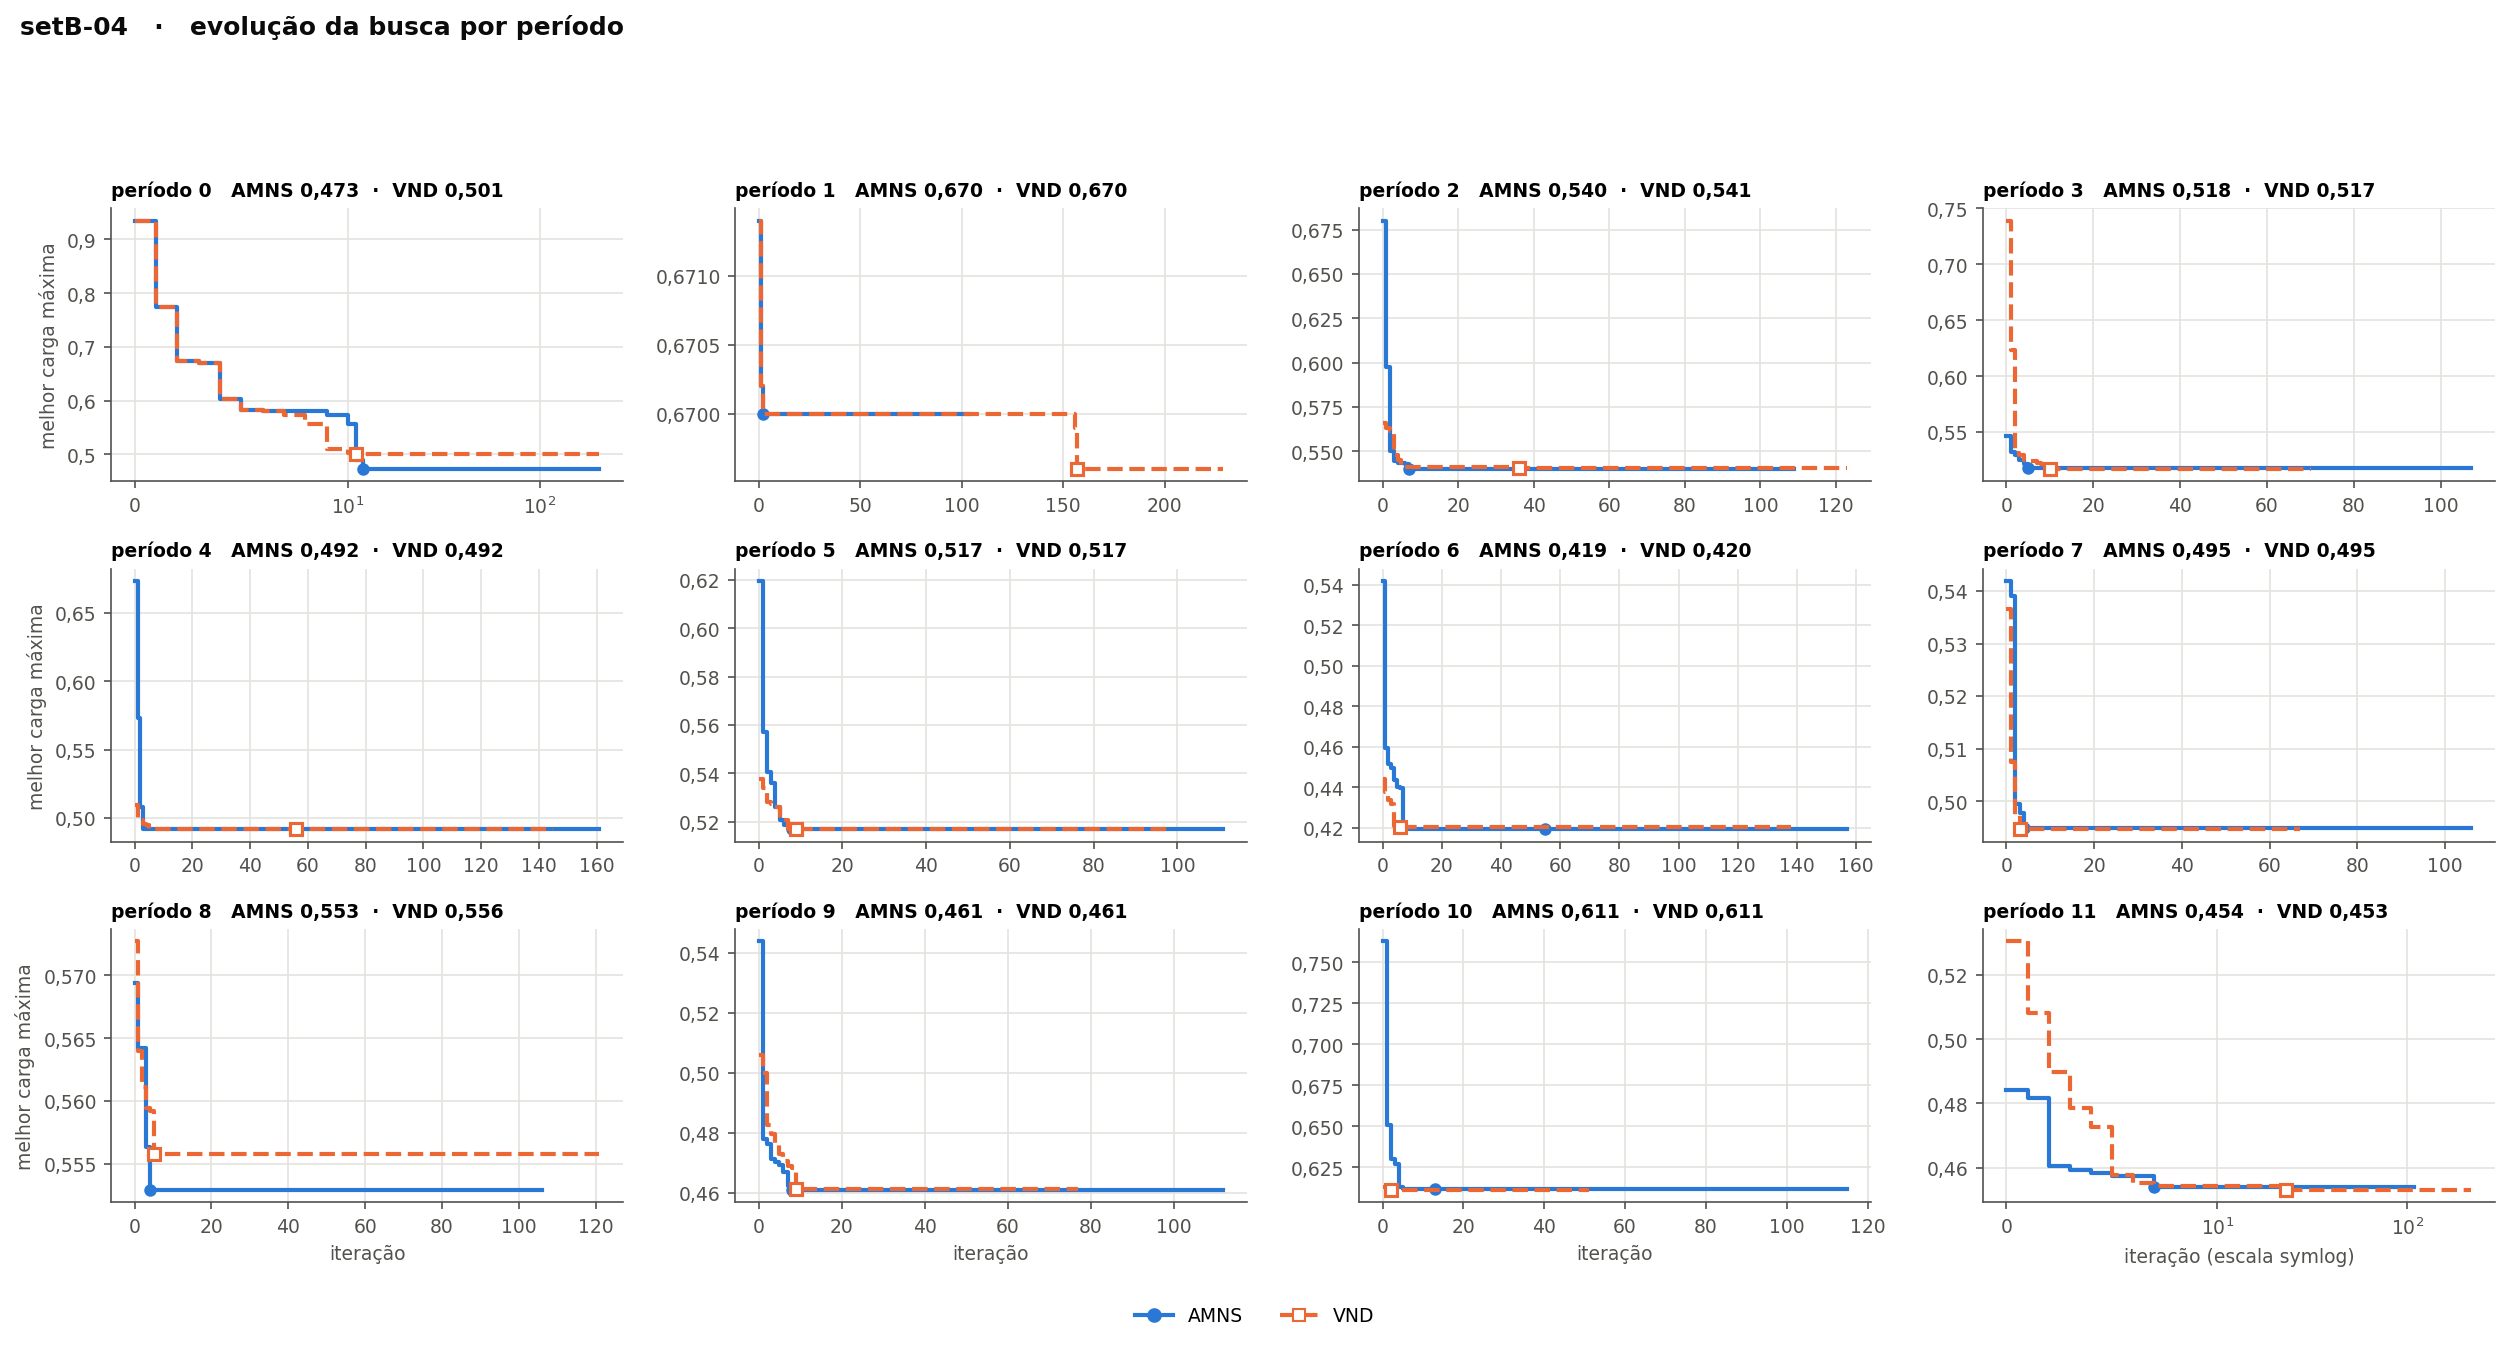 setB-04 · evolução da busca por período
período 0 AMNS 0,473 · VND 0,501
período 1 AMNS 0,670 · VND 0,670
período 2 AMNS 0,540 · VND 0,541
período 3 AMNS 0,518 · VND 0,517
melhor carga máxima
0,9
0,8
0,7
0,6
0,5
0 10¹ 10²
0,6710
0,6705
0,6700
0 50 100 150 200
0,675
0,650
0,625
0,600
0,575
0,550
0 20 40 60 80 100 120
0,75
0,70
0,65
0,60
0,55
0 20 40 60 80 100
período 4 AMNS 0,492 · VND 0,492
período 5 AMNS 0,517 · VND 0,517
período 6 AMNS 0,419 · VND 0,420
período 7 AMNS 0,495 · VND 0,495
melhor carga máxima
0,65
0,60
0,55
0,50
0 20 40 60 80 100 120 140 160
0,62
0,60
0,58
0,56
0,54
0,52
0 20 40 60 80 100
0,54
0,52
0,50
0,48
0,46
0,44
0,42
0 20 40 60 80 100 120 140 160
0,54
0,53
0,52
0,51
0,50
0 20 40 60 80 100
período 8 AMNS 0,553 · VND 0,556
período 9 AMNS 0,461 · VND 0,461
período 10 AMNS 0,611 · VND 0,611
período 11 AMNS 0,454 · VND 0,453
melhor carga máxima
0,570
0,565
0,560
0,555
0 20 40 60 80 100 120
iteração
0,54
0,52
0,50
0,48
0,46
0 20 40 60 80 100
iteração
0,750
0,725
0,700
0,675
0,650
0,625
0 20 40 60 80 100 120
iteração
0,52
0,50
0,48
0,46
0 10¹ 10²
iteração (escala symlog)
AMNS VND